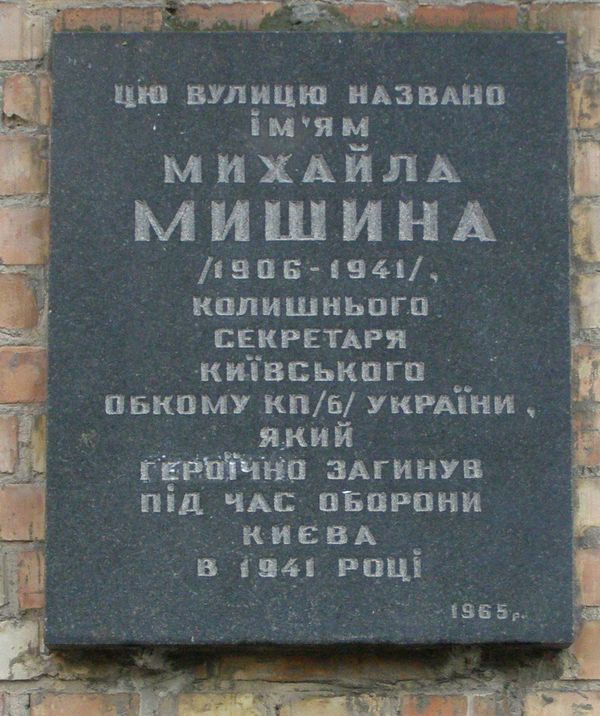 ЦЮ ВУЛИЦЮ НАЗВАНО
ІМ'ЯМ
МИХАЙЛА
МИШИНА
/1906-1941/,
КОЛИШНЬОГО
СЕКРЕТАРЯ
КИЇВСЬКОГО
ОБКОМУ КП/б/ УКРАЇНИ,
ЯКИЙ
ГЕРОЇЧНО ЗАГИНУВ
ПІД ЧАС ОБОРОНИ
КИЄВА
В 1941 РОЦІ
1965р.